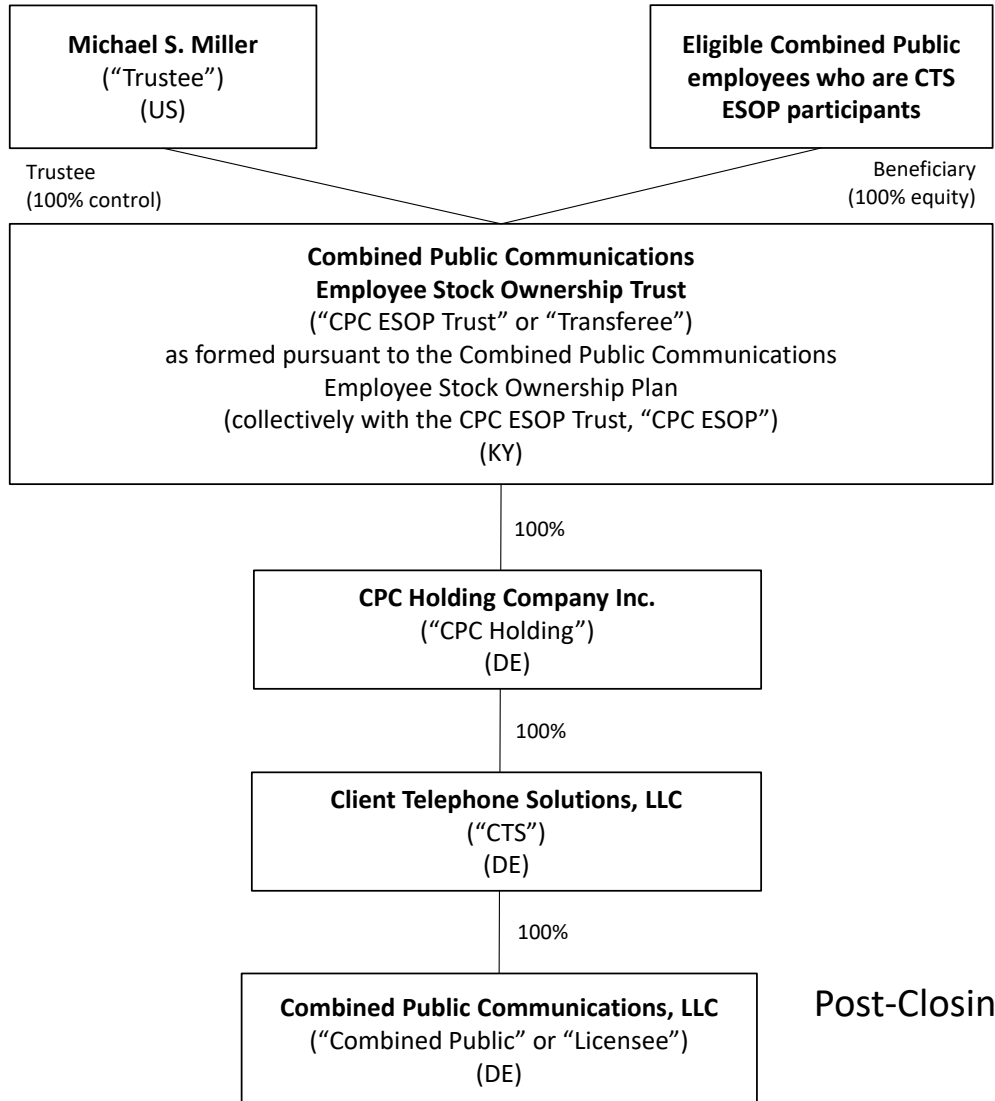 Michael S. Miller
(“Trustee”)
(US)
Eligible Combined Public
employees who are CTS
ESOP participants
Trustee
(100% control)
Beneficiary
(100% equity)
Combined Public Communications
Employee Stock Ownership Trust
(“CPC ESOP Trust” or “Transferee”)
as formed pursuant to the Combined Public Communications
Employee Stock Ownership Plan
(collectively with the CPC ESOP Trust, “CPC ESOP”)
(KY)
100%
CPC Holding Company Inc.
(“CPC Holding”)
(DE)
100%
Client Telephone Solutions, LLC
(“CTS”)
(DE)
100%
Combined Public Communications, LLC
(“Combined Public” or “Licensee”)
(DE)
Post-Closin